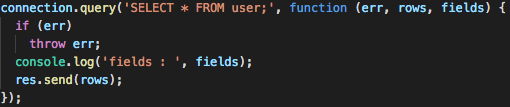 connection.query('SELECT * FROM user;', function (err, rows, fields) {
  if (err)
    throw err;
  console.log('fields : ', fields);
  res.send(rows);
});